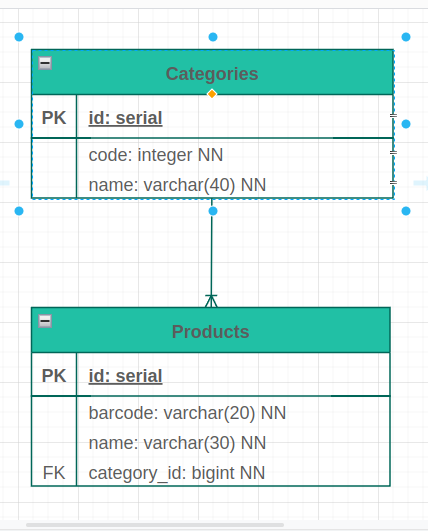 Categories
PK id: serial
code: integer NN
name: varchar(40) NN
Products
PK id: serial
barcode: varchar(20) NN
name: varchar(30) NN
FK category_id: bigint NN